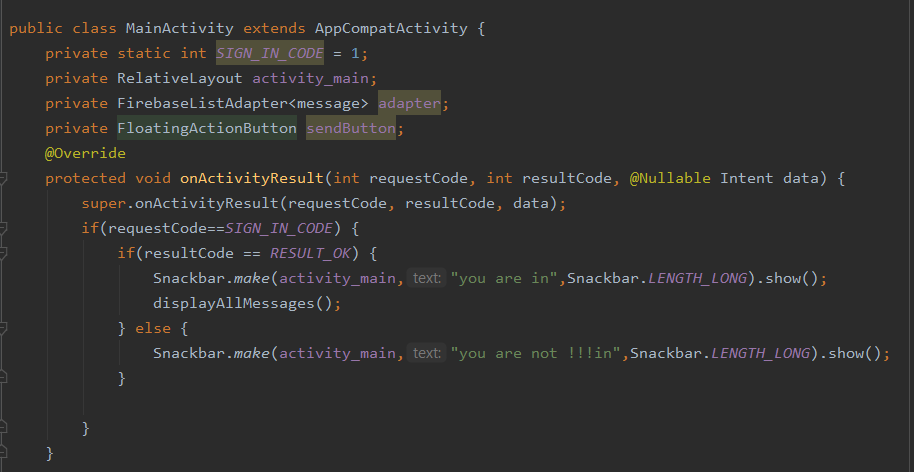 public class MainActivity extends AppCompatActivity {
    private static int SIGN_IN_CODE = 1;
    private RelativeLayout activity_main;
    private FirebaseListAdapter<message> adapter;
    private FloatingActionButton sendButton;
    @Override
    protected void onActivityResult(int requestCode, int resultCode, @Nullable Intent data) {
        super.onActivityResult(requestCode, resultCode, data);
        if(requestCode==SIGN_IN_CODE) {
            if(resultCode == RESULT_OK) {
                Snackbar.make(activity_main, text: "you are in",Snackbar.LENGTH_LONG).show();
                displayAllMessages();
            } else {
                Snackbar.make(activity_main, text: "you are not !!!in",Snackbar.LENGTH_LONG).show();
            }
        }
    }